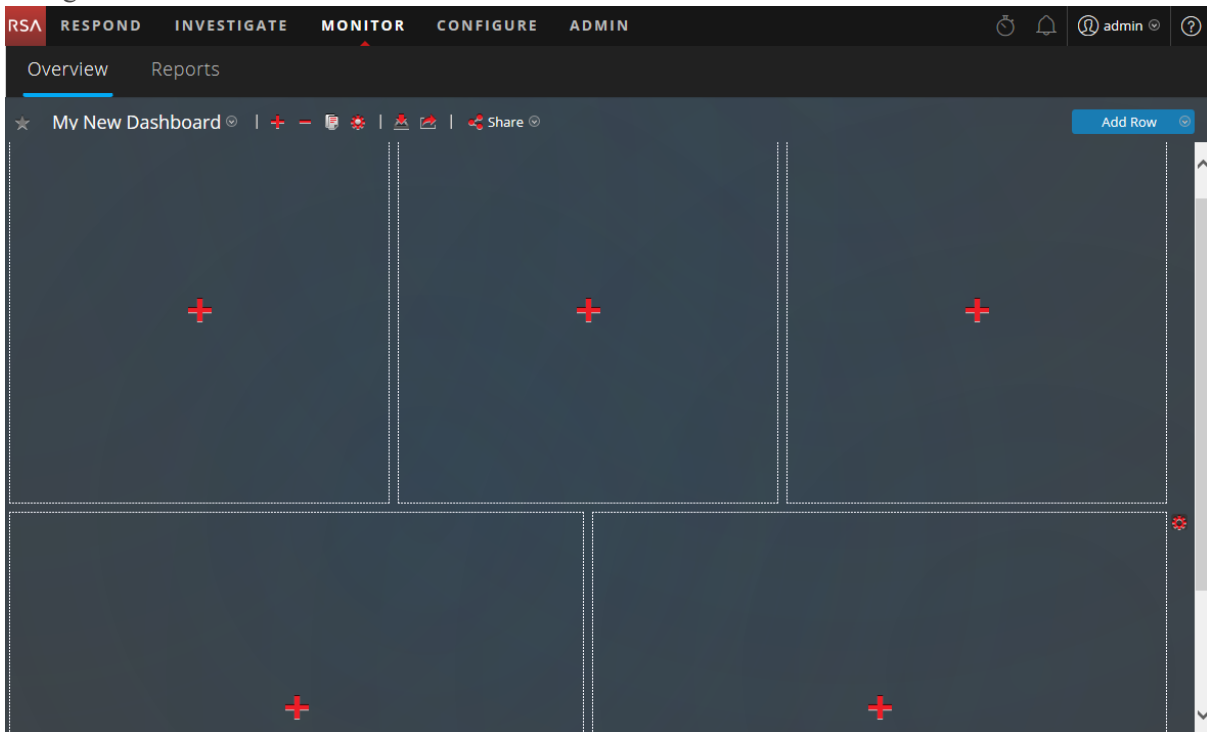 RSA RESPOND INVESTIGATE MONITOR CONFIGURE ADMIN admin ?
Overview Reports
My New Dashboard | | | Share Add Row